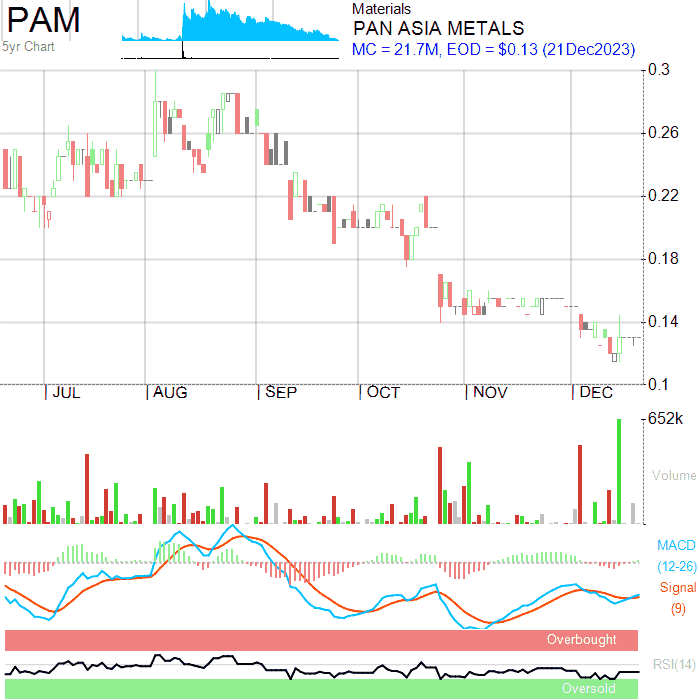 PAM
5yr Chart
Materials
PAN ASIA METALS
MC = 21.7M, EOD = $0.13 (21Dec2023)
0.3
0.26
0.22
0.18
0.14
0.1
JUL AUG SEP OCT NOV DEC
652k
Volume
MACD
(12-26)
Signal
(9)
Overbought
RSI(14)
Oversold